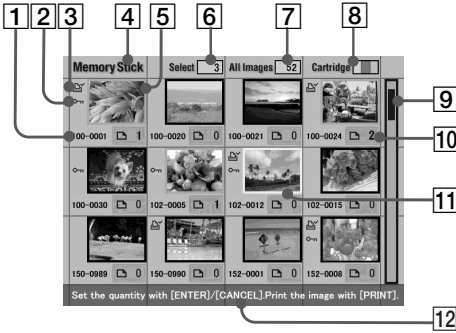 1 2 3 4 5 6 7 8
Memory Stick Select 3 All Images 52 Cartridge
9
100-0001 1 100-0020 0 100-0021 0 100-0024 2
10
100-0030 0 102-0005 1 102-0012 0 102-0015 0
11
150-0989 0 150-0990 0 152-0001 0 152-0008 0
Set the quantity with [ENTER]/[CANCEL].Print the image with [PRINT].
12